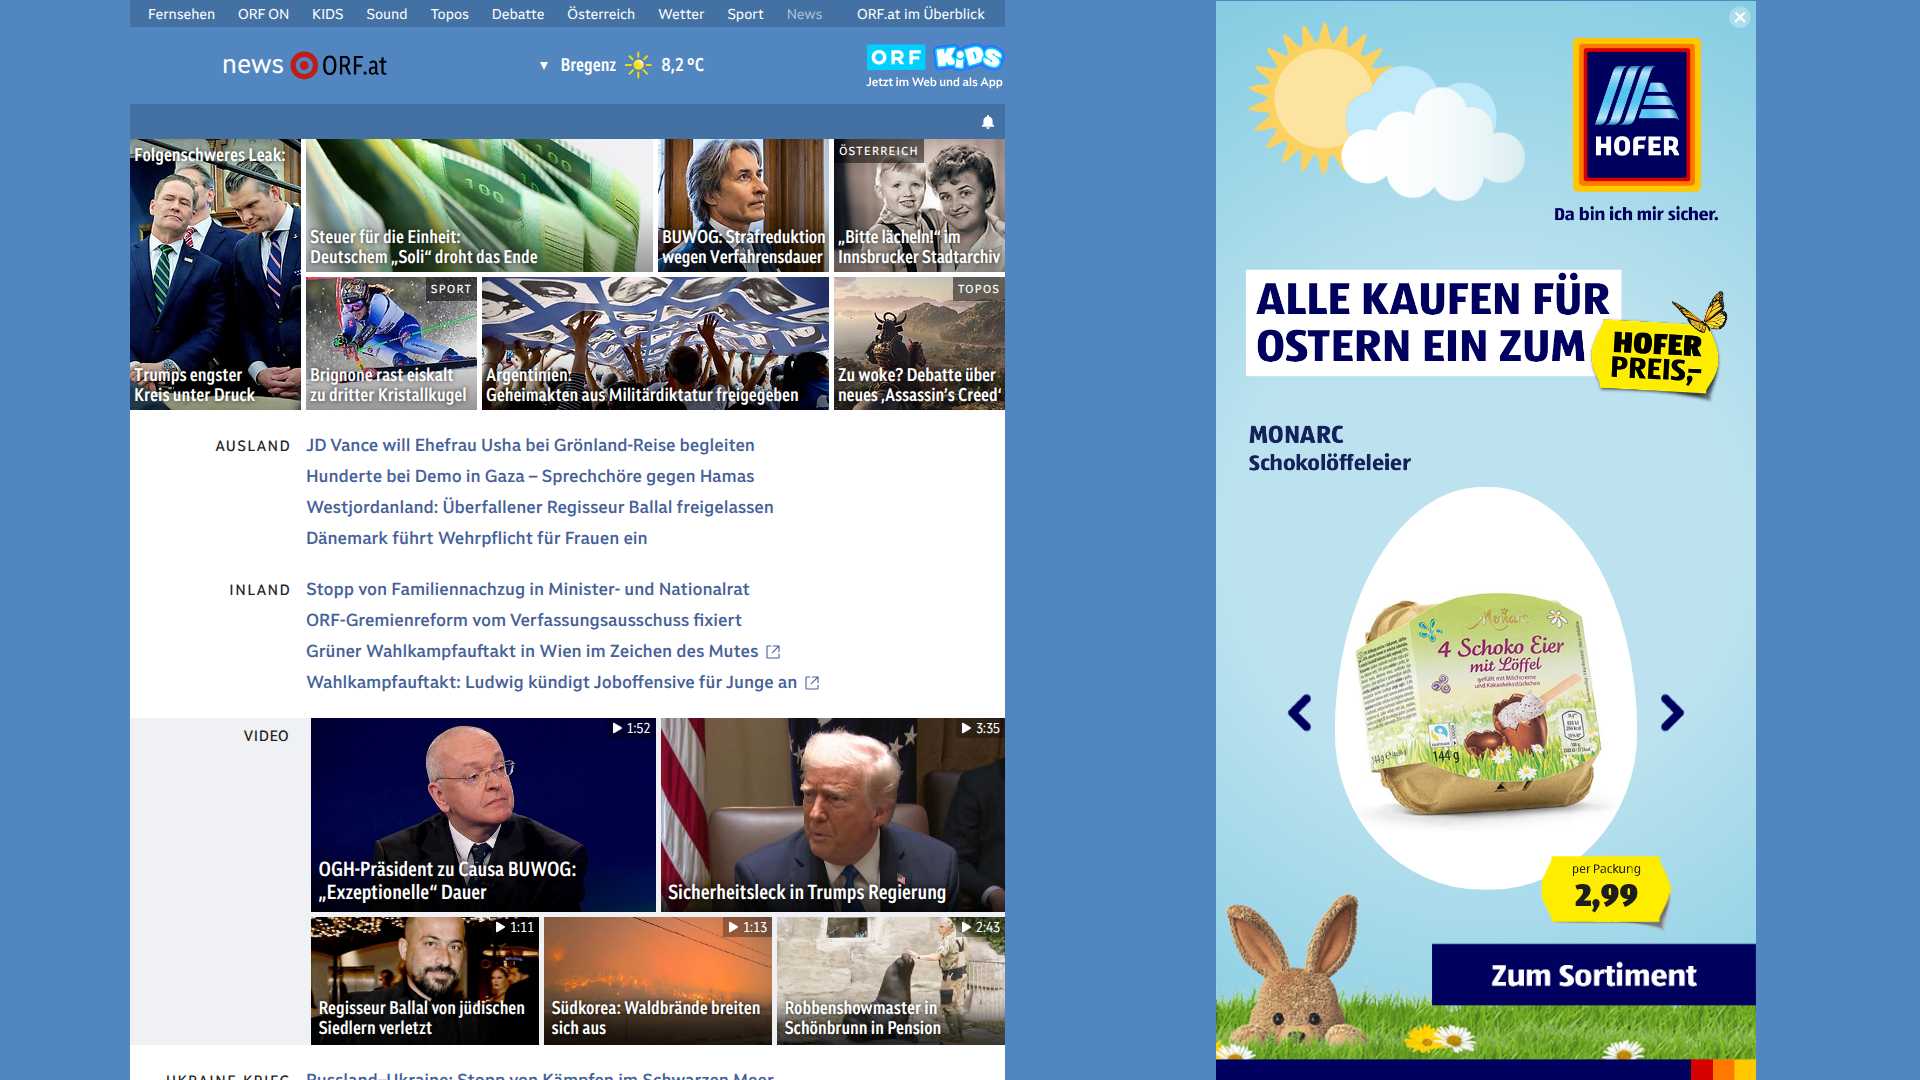 Fernsehen ORF ON KIDS Sound Topos Debatte Österreich Wetter Sport News ORF.at im Überblick
news ORF.at
Bregenz 8,2 °C
ORF KiDS
Jetzt im Web und als App
Folgenschweres Leak:
Trumps engster
Kreis unter Druck
Steuer für die Einheit:
Deutschem „Soli“ droht das Ende
BUWOG: Strafreduktion
wegen Verfahrensdauer
ÖSTERREICH
„Bitte lächeln!“ im
Innsbrucker Stadtarchiv
SPORT
Brignone rast eiskalt
zu dritter Kristallkugel
Argentinien:
Geheimakten aus Militärdiktatur freigegeben
TOPOS
Zu woke? Debatte über
neues ‚Assassin’s Creed‘
AUSLAND
JD Vance will Ehefrau Usha bei Grönland-Reise begleiten
Hunderte bei Demo in Gaza – Sprechchöre gegen Hamas
Westjordanland: Überfallener Regisseur Ballal freigelassen
Dänemark führt Wehrpflicht für Frauen ein
INLAND
Stopp von Familiennachzug in Minister- und Nationalrat
ORF-Gremienreform vom Verfassungsausschuss fixiert
Grüner Wahlkampfauftakt in Wien im Zeichen des Mutes
Wahlkampfauftakt: Ludwig kündigt Joboffensive für Junge an
VIDEO
1:52
OGH-Präsident zu Causa BUWOG:
„Exzeptionelle“ Dauer
3:35
Sicherheitsleck in Trumps Regierung
1:11
Regisseur Ballal von jüdischen
Siedlern verletzt
1:13
Südkorea: Waldbrände breiten
sich aus
2:43
Robbenshowmaster in
Schönbrunn in Pension
UKRAINE-KRIEG
Russland–Ukraine: Stopp von Kämpfen im Schwarzen Meer
HOFER
Da bin ich mir sicher.
ALLE KAUFEN FÜR
OSTERN EIN ZUM
HOFER
PREIS,–
MONARC
Schokolöffeleier
Monarc
4 Schoko Eier
mit Löffel
gefüllt mit Milchcreme
und Kakaokeksstückchen
144 g
per Packung
2,99
Zum Sortiment